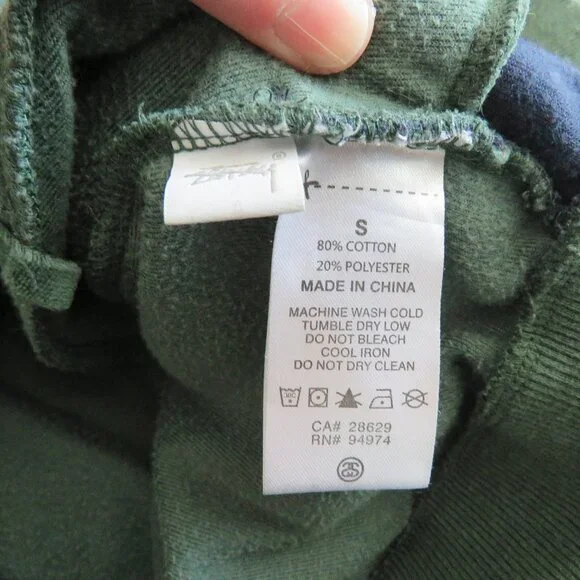 S
80% COTTON
20% POLYESTER
MADE IN CHINA
MACHINE WASH COLD
TUMBLE DRY LOW
DO NOT BLEACH
COOL IRON
DO NOT DRY CLEAN
CA# 28629
RN# 94974